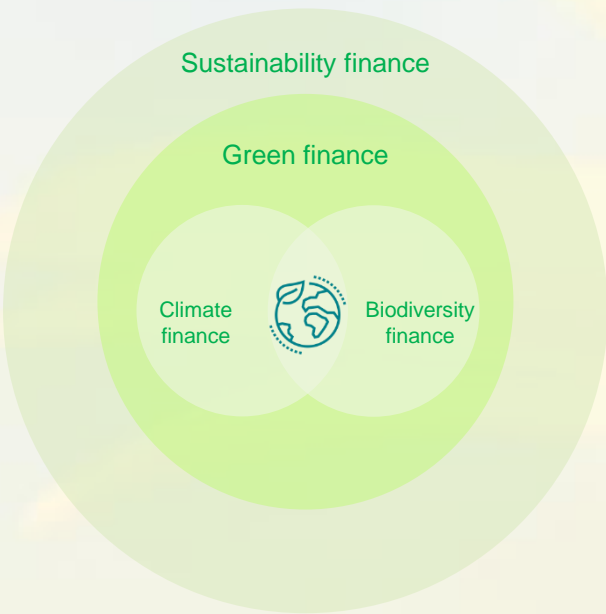 Sustainability finance
Green finance
Climate
finance
Biodiversity
finance